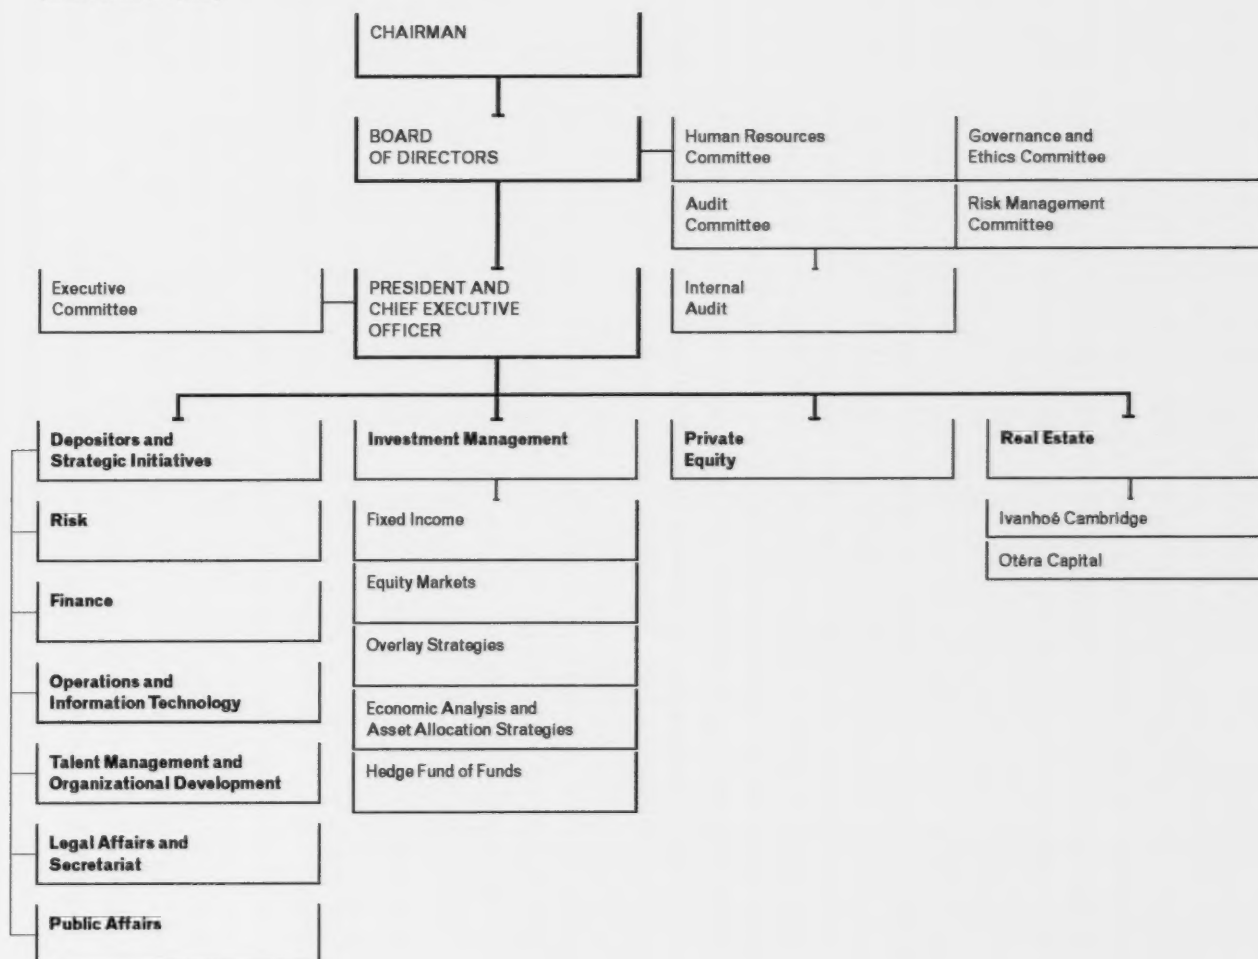 CHAIRMAN
BOARD
OF DIRECTORS
Human Resources
Committee
Governance and
Ethics Committee
Audit
Committee
Risk Management
Committee
Executive
Committee
PRESIDENT AND
CHIEF EXECUTIVE
OFFICER
Internal
Audit
Depositors and
Strategic Initiatives
Investment Management
Private
Equity
Real Estate
Risk
Finance
Operations and
Information Technology
Talent Management and
Organizational Development
Legal Affairs and
Secretariat
Public Affairs
Fixed Income
Equity Markets
Overlay Strategies
Economic Analysis and
Asset Allocation Strategies
Hedge Fund of Funds
Ivanhoé Cambridge
Otéra Capital